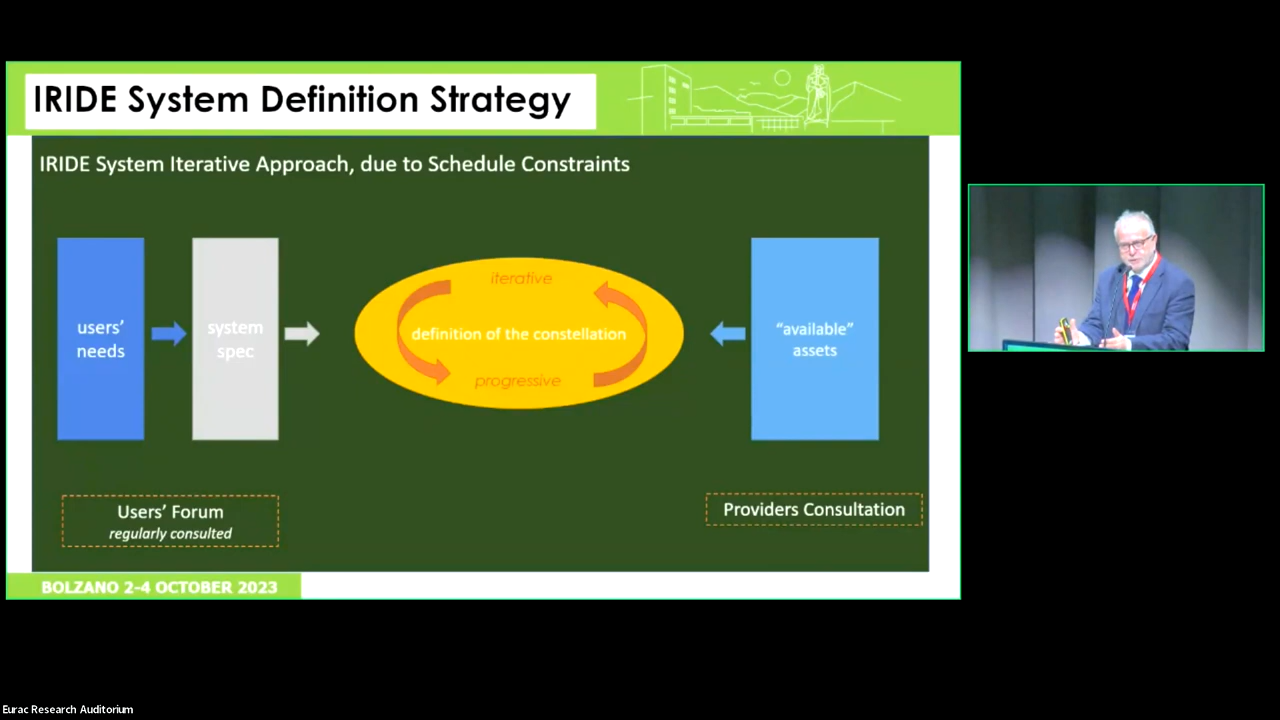 IRIDE System Definition Strategy
IRIDE System Iterative Approach, due to Schedule Constraints
users’
needs
system
spec
iterative
definition of the constellation
progressive
“available”
assets
Users’ Forum
regularly consulted
Providers Consultation
BOLZANO 2-4 OCTOBER 2023
Eurac Research Auditorium